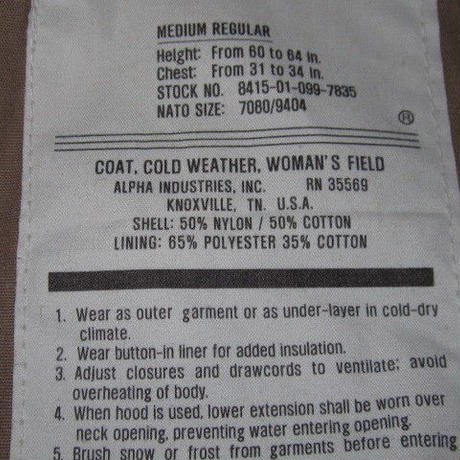 MEDIUM REGULAR
Height: From 60 to 64 in.
Chest: From 31 to 34 in.
STOCK NO. 8415-01-099-7835
NATO SIZE: 7080/9404
®
COAT, COLD WEATHER, WOMAN'S FIELD
ALPHA INDUSTRIES, INC. RN 35569
KNOXVILLE, TN. U.S.A.
SHELL: 50% NYLON / 50% COTTON
LINING: 65% POLYESTER 35% COTTON
1. Wear as outer garment or as under-layer in cold-dry
climate.
2. Wear button-in liner for added insulation.
3. Adjust closures and drawcords to ventilate; avoid
overheating of body.
4. When hood is used, lower extension shall be worn over
neck opening, preventing water entering opening.
5. Brush snow or frost from garments before entering